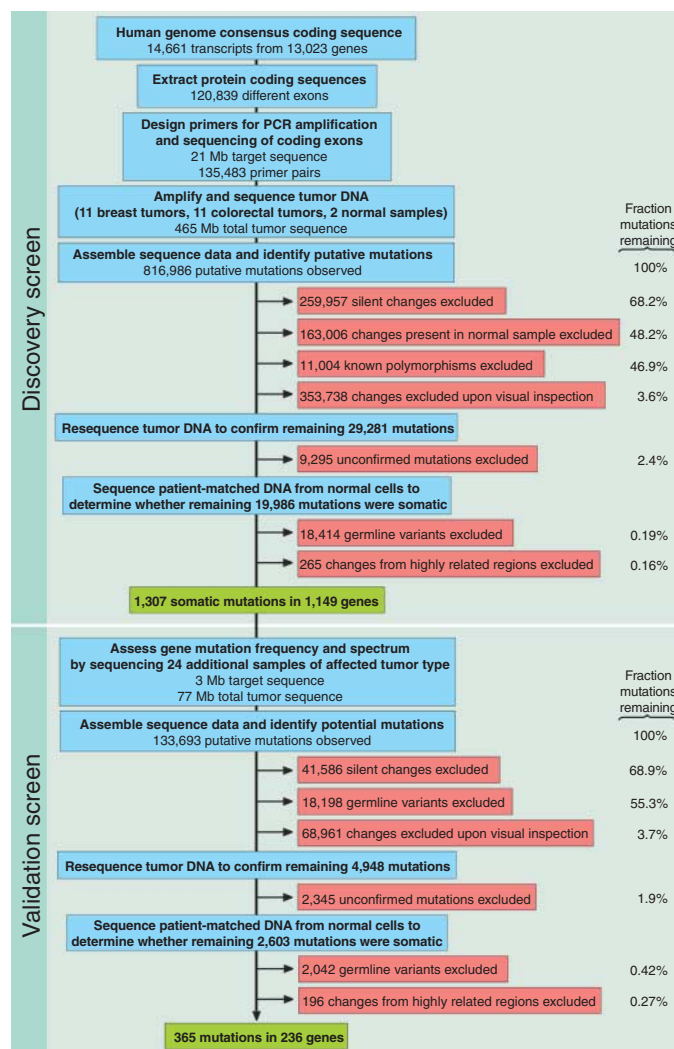 Discovery screen
Human genome consensus coding sequence
14,661 transcripts from 13,023 genes
Extract protein coding sequences
120,839 different exons
Design primers for PCR amplification
and sequencing of coding exons
21 Mb target sequence
135,483 primer pairs
Amplify and sequence tumor DNA
(11 breast tumors, 11 colorectal tumors, 2 normal samples)
465 Mb total tumor sequence
Fraction
mutations
remaining
Assemble sequence data and identify putative mutations
816,986 putative mutations observed
100%
259,957 silent changes excluded
68.2%
163,006 changes present in normal sample excluded
48.2%
11,004 known polymorphisms excluded
46.9%
353,738 changes excluded upon visual inspection
3.6%
Resequence tumor DNA to confirm remaining 29,281 mutations
9,295 unconfirmed mutations excluded
2.4%
Sequence patient-matched DNA from normal cells to
determine whether remaining 19,986 mutations were somatic
18,414 germline variants excluded
0.19%
265 changes from highly related regions excluded
0.16%
1,307 somatic mutations in 1,149 genes
Validation screen
Assess gene mutation frequency and spectrum
by sequencing 24 additional samples of affected tumor type
3 Mb target sequence
77 Mb total tumor sequence
Fraction
mutations
remaining
Assemble sequence data and identify potential mutations
133,693 putative mutations observed
100%
41,586 silent changes excluded
68.9%
18,198 germline variants excluded
55.3%
68,961 changes excluded upon visual inspection
3.7%
Resequence tumor DNA to confirm remaining 4,948 mutations
2,345 unconfirmed mutations excluded
1.9%
Sequence patient-matched DNA from normal cells to
determine whether remaining 2,603 mutations were somatic
2,042 germline variants excluded
0.42%
196 changes from highly related regions excluded
0.27%
365 mutations in 236 genes